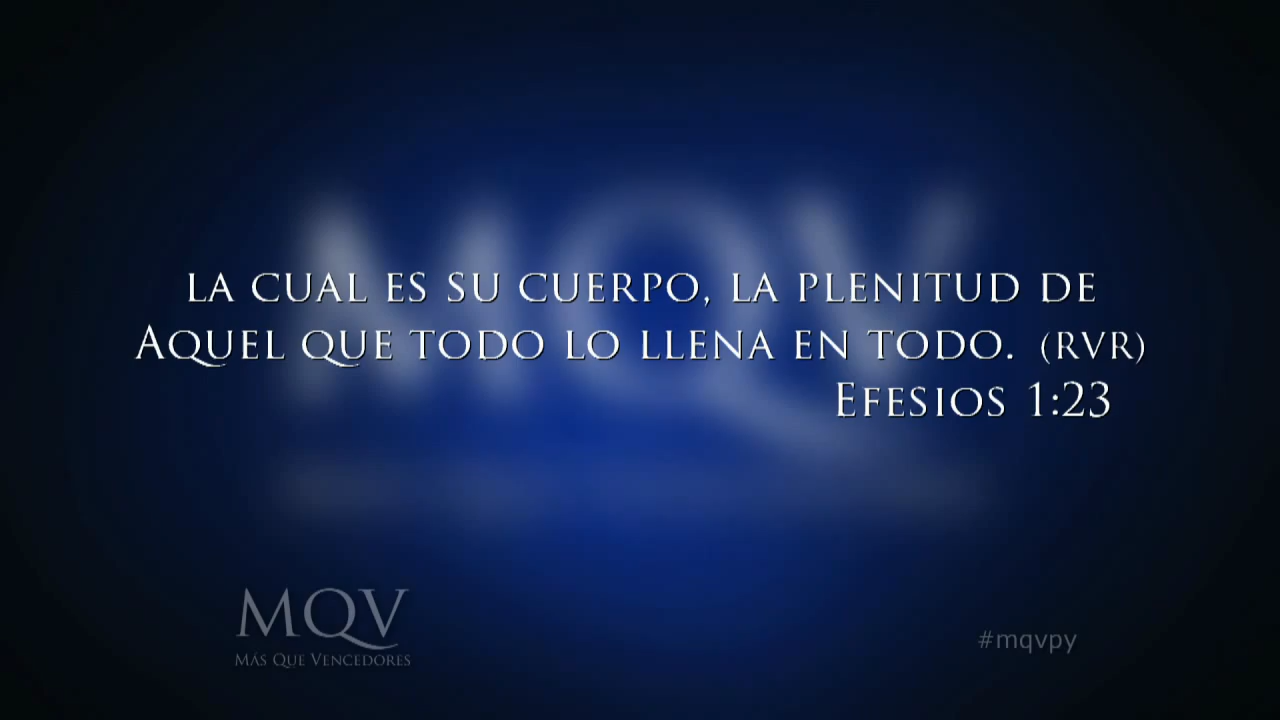 la cual es su cuerpo, la plenitud de
Aquel que todo lo llena en todo. (RVR)
Efesios 1:23
MQV
Más Que Vencedores
#mqvpy